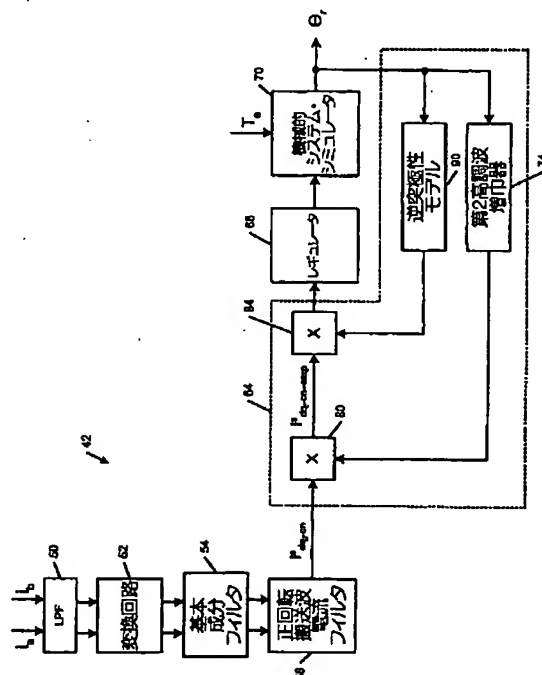 42
Ia
Ib
60
LPF
62
変換回路
54
基本
成分
フィルタ
正回転
搬送波
電流
フィルタ
68
64
80
X
84
X
レギュレータ
70
Te
機械的
システム・
シミュレータ
θr
逆突極性
モデル
90
第2高調波
増巾器
74